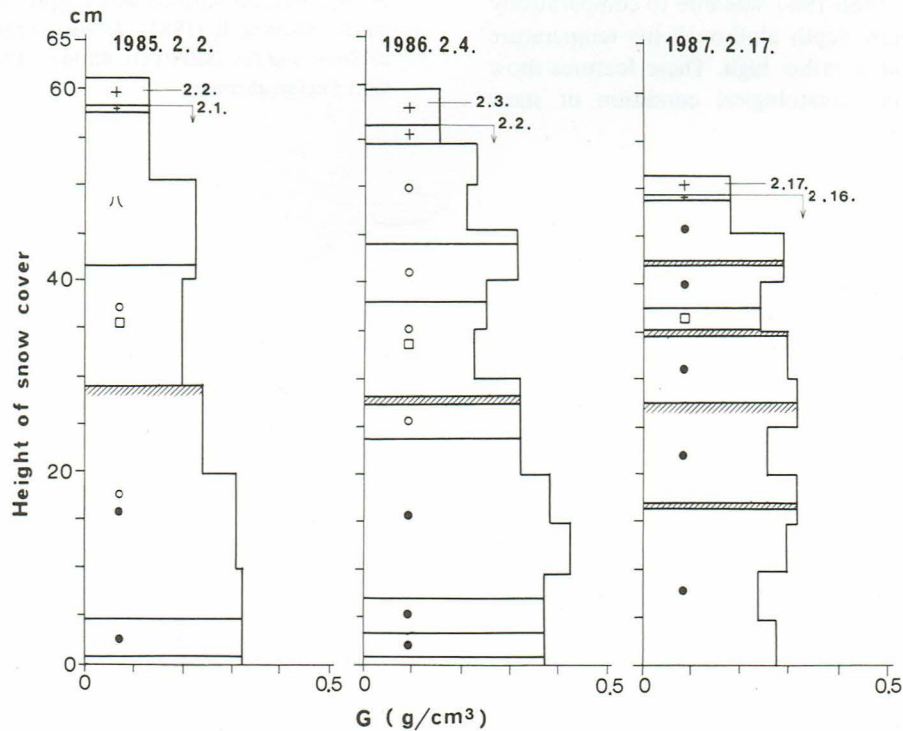 cm
65
1985. 2. 2.
1986. 2. 4.
1987. 2. 17.
60
2.2.
2.1.
2.3.
2.2.
2.17.
2.16.
40
20
0
Height of snow cover
0
0.5
0
0.5
0
0.5
G (g/cm³)